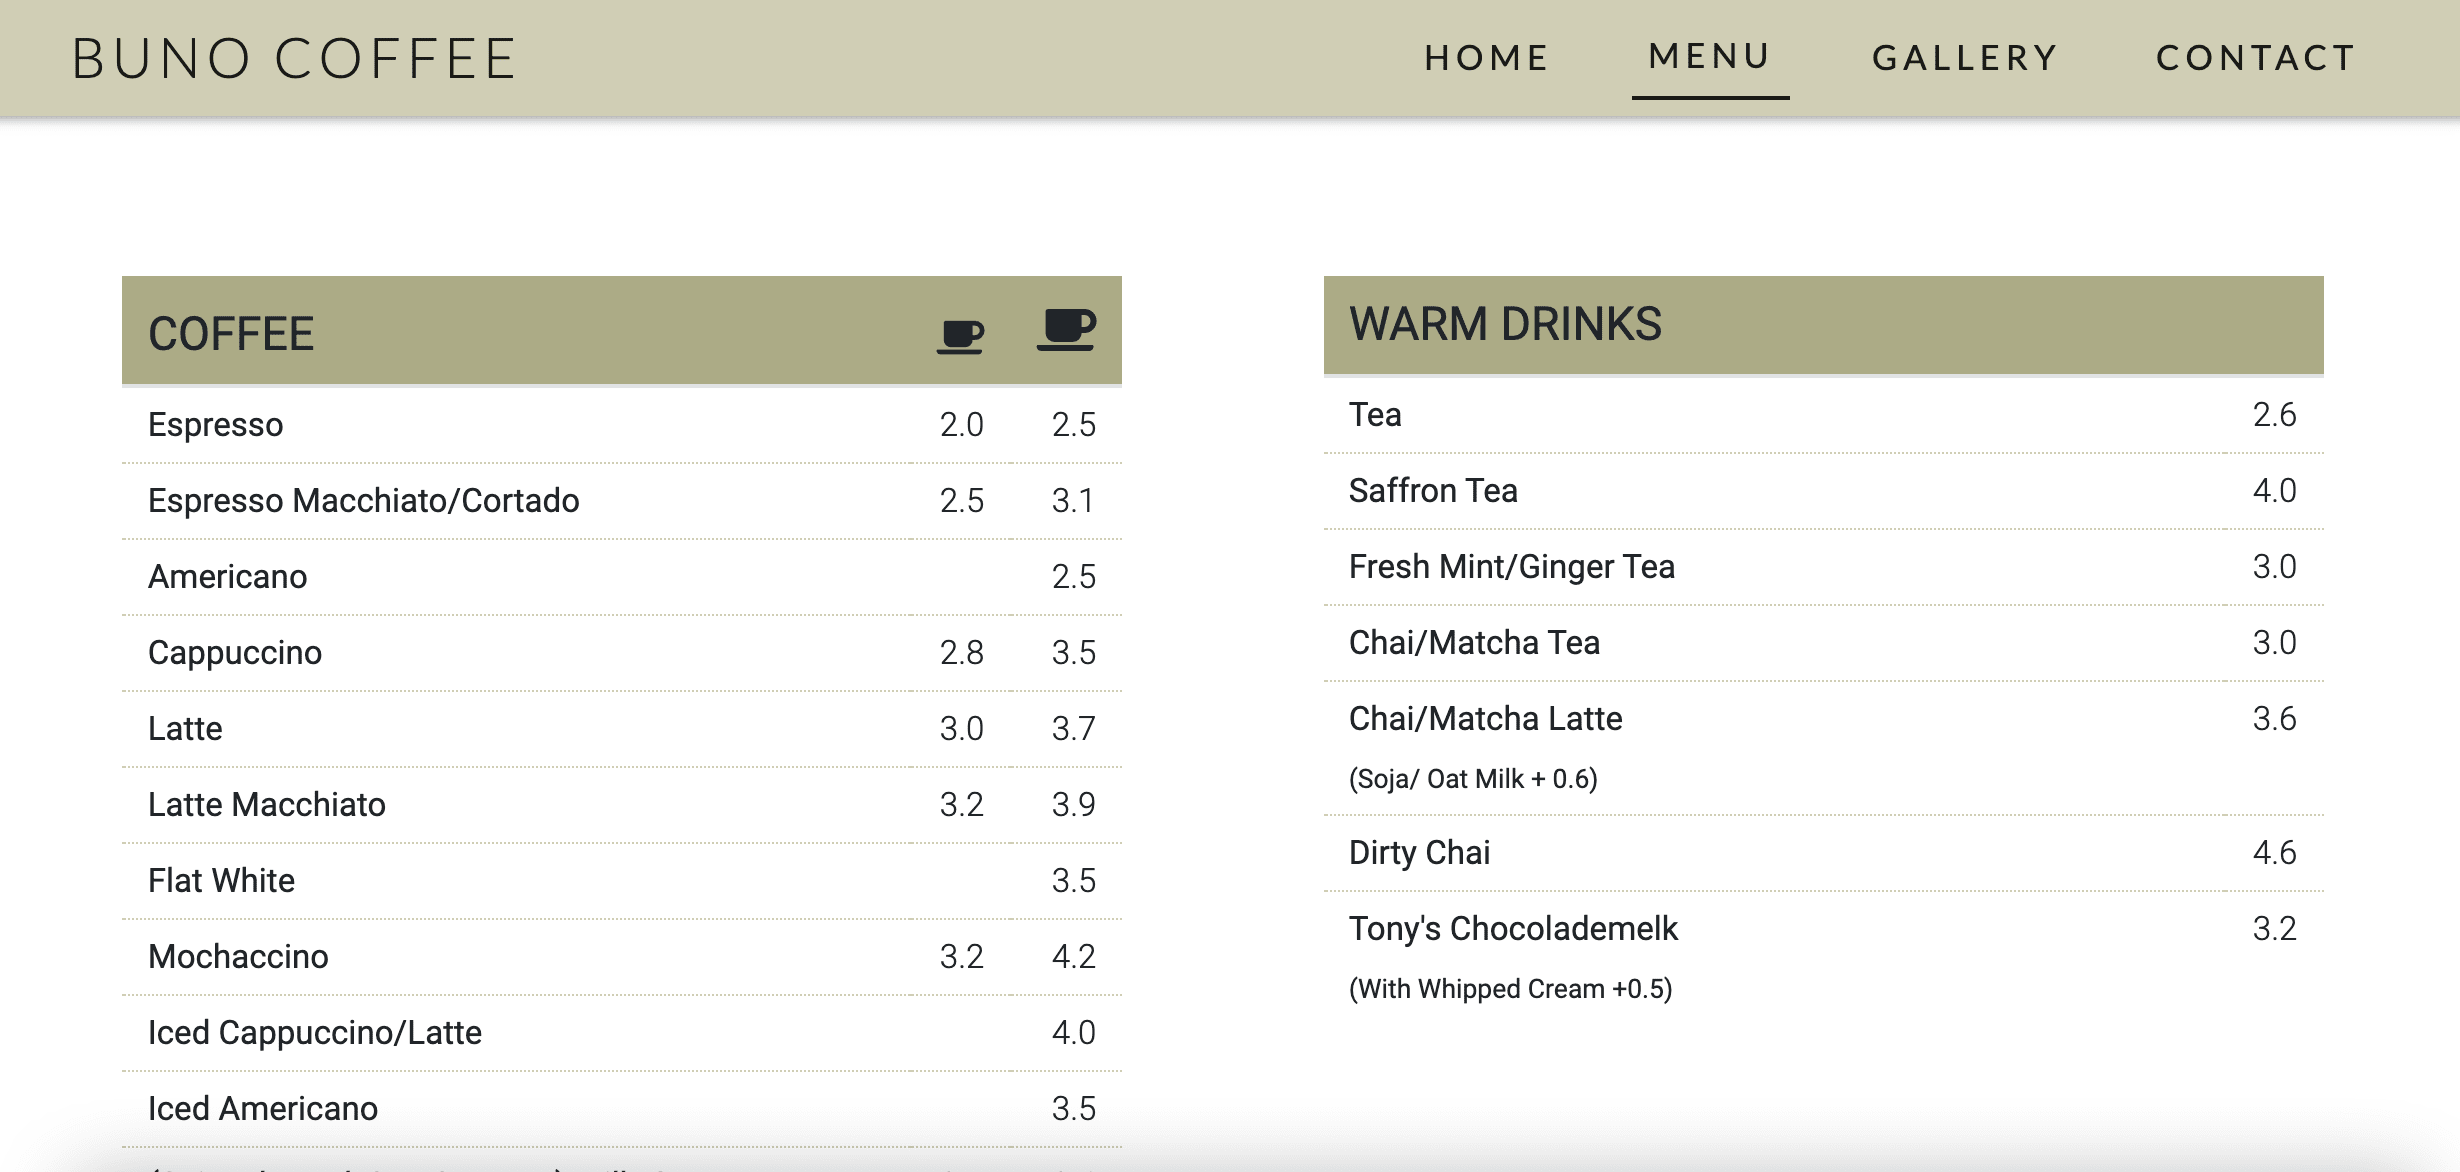 BUNO COFFEE
HOME MENU GALLERY CONTACT
COFFEE
Espresso 2.0 2.5
Espresso Macchiato/Cortado 2.5 3.1
Americano 2.5
Cappuccino 2.8 3.5
Latte 3.0 3.7
Latte Macchiato 3.2 3.9
Flat White 3.5
Mochaccino 3.2 4.2
Iced Cappuccino/Latte 4.0
Iced Americano 3.5
WARM DRINKS
Tea 2.6
Saffron Tea 4.0
Fresh Mint/Ginger Tea 3.0
Chai/Matcha Tea 3.0
Chai/Matcha Latte 3.6
(Soja/ Oat Milk + 0.6)
Dirty Chai 4.6
Tony's Chocolademelk 3.2
(With Whipped Cream +0.5)